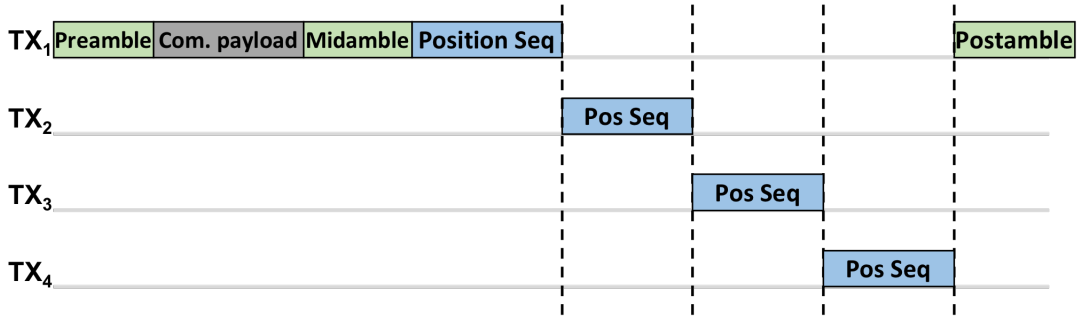 TX₁ Preamble Com. payload Midamble Position Seq Postamble
TX₂ Pos Seq
TX₃ Pos Seq
TX₄ Pos Seq